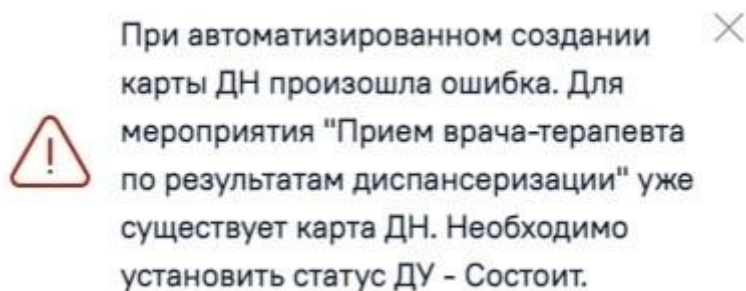 При автоматизированном создании
карты ДН произошла ошибка. Для
мероприятия "Прием врача-терапевта
по результатам диспансеризации" уже
существует карта ДН. Необходимо
установить статус ДУ - Состоит.